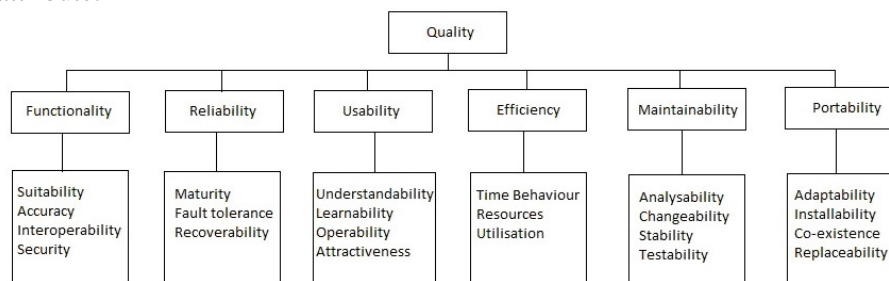 Quality
Functionality
Reliability
Usability
Efficiency
Maintainability
Portability
Suitability
Accuracy
Interoperability
Security
Maturity
Fault tolerance
Recoverability
Understandability
Learnability
Operability
Attractiveness
Time Behaviour
Resources
Utilisation
Analysability
Changeability
Stability
Testability
Adaptability
Installability
Co-existence
Replaceability